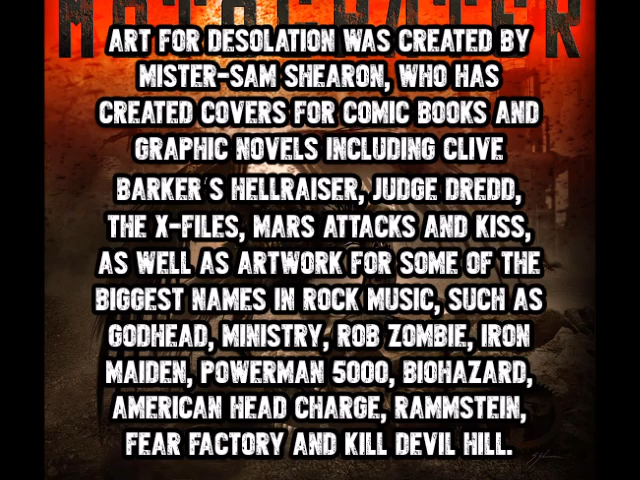 ART FOR DESOLATION WAS CREATED BY
MISTER-SAM SHEARON, WHO HAS
CREATED COVERS FOR COMIC BOOKS AND
GRAPHIC NOVELS INCLUDING CLIVE
BARKER'S HELLRAISER, JUDGE DREDD,
THE X-FILES, MARS ATTACKS AND KISS,
AS WELL AS ARTWORK FOR SOME OF THE
BIGGEST NAMES IN ROCK MUSIC, SUCH AS
GODHEAD, MINISTRY, ROB ZOMBIE, IRON
MAIDEN, POWERMAN 5000, BIOHAZARD,
AMERICAN HEAD CHARGE, RAMMSTEIN,
FEAR FACTORY AND KILL DEVIL HILL.